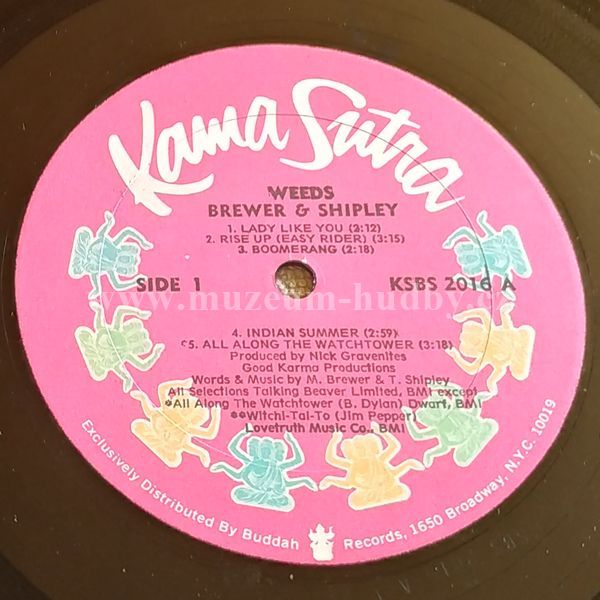 Kama Sutra
WEEDS
BREWER & SHIPLEY
1. LADY LIKE YOU (3:12)
2. RISE UP (EASY RIDER) (3:15)
3. BOOMERANG (2:18)
SIDE 1
KSBS 2016 A
www.muzeum-hudby.cz
4. INDIAN SUMMER (2:59)
*5. ALL ALONG THE WATCHTOWER (3:18)
Produced by Nick Gravenites
Good Karma Productions
Words & Music by M. Brewer & T. Shipley
All Selections Talking Beaver Limited, BMI except
*All Along The Watchtower (B. Dylan) Dwarf, BMI
**Witchi-Tai-To (Jim Pepper)
Lovetruth Music Co., BMI
Exclusively Distributed By Buddah Records, 1650 Broadway, N.Y.C. 10019